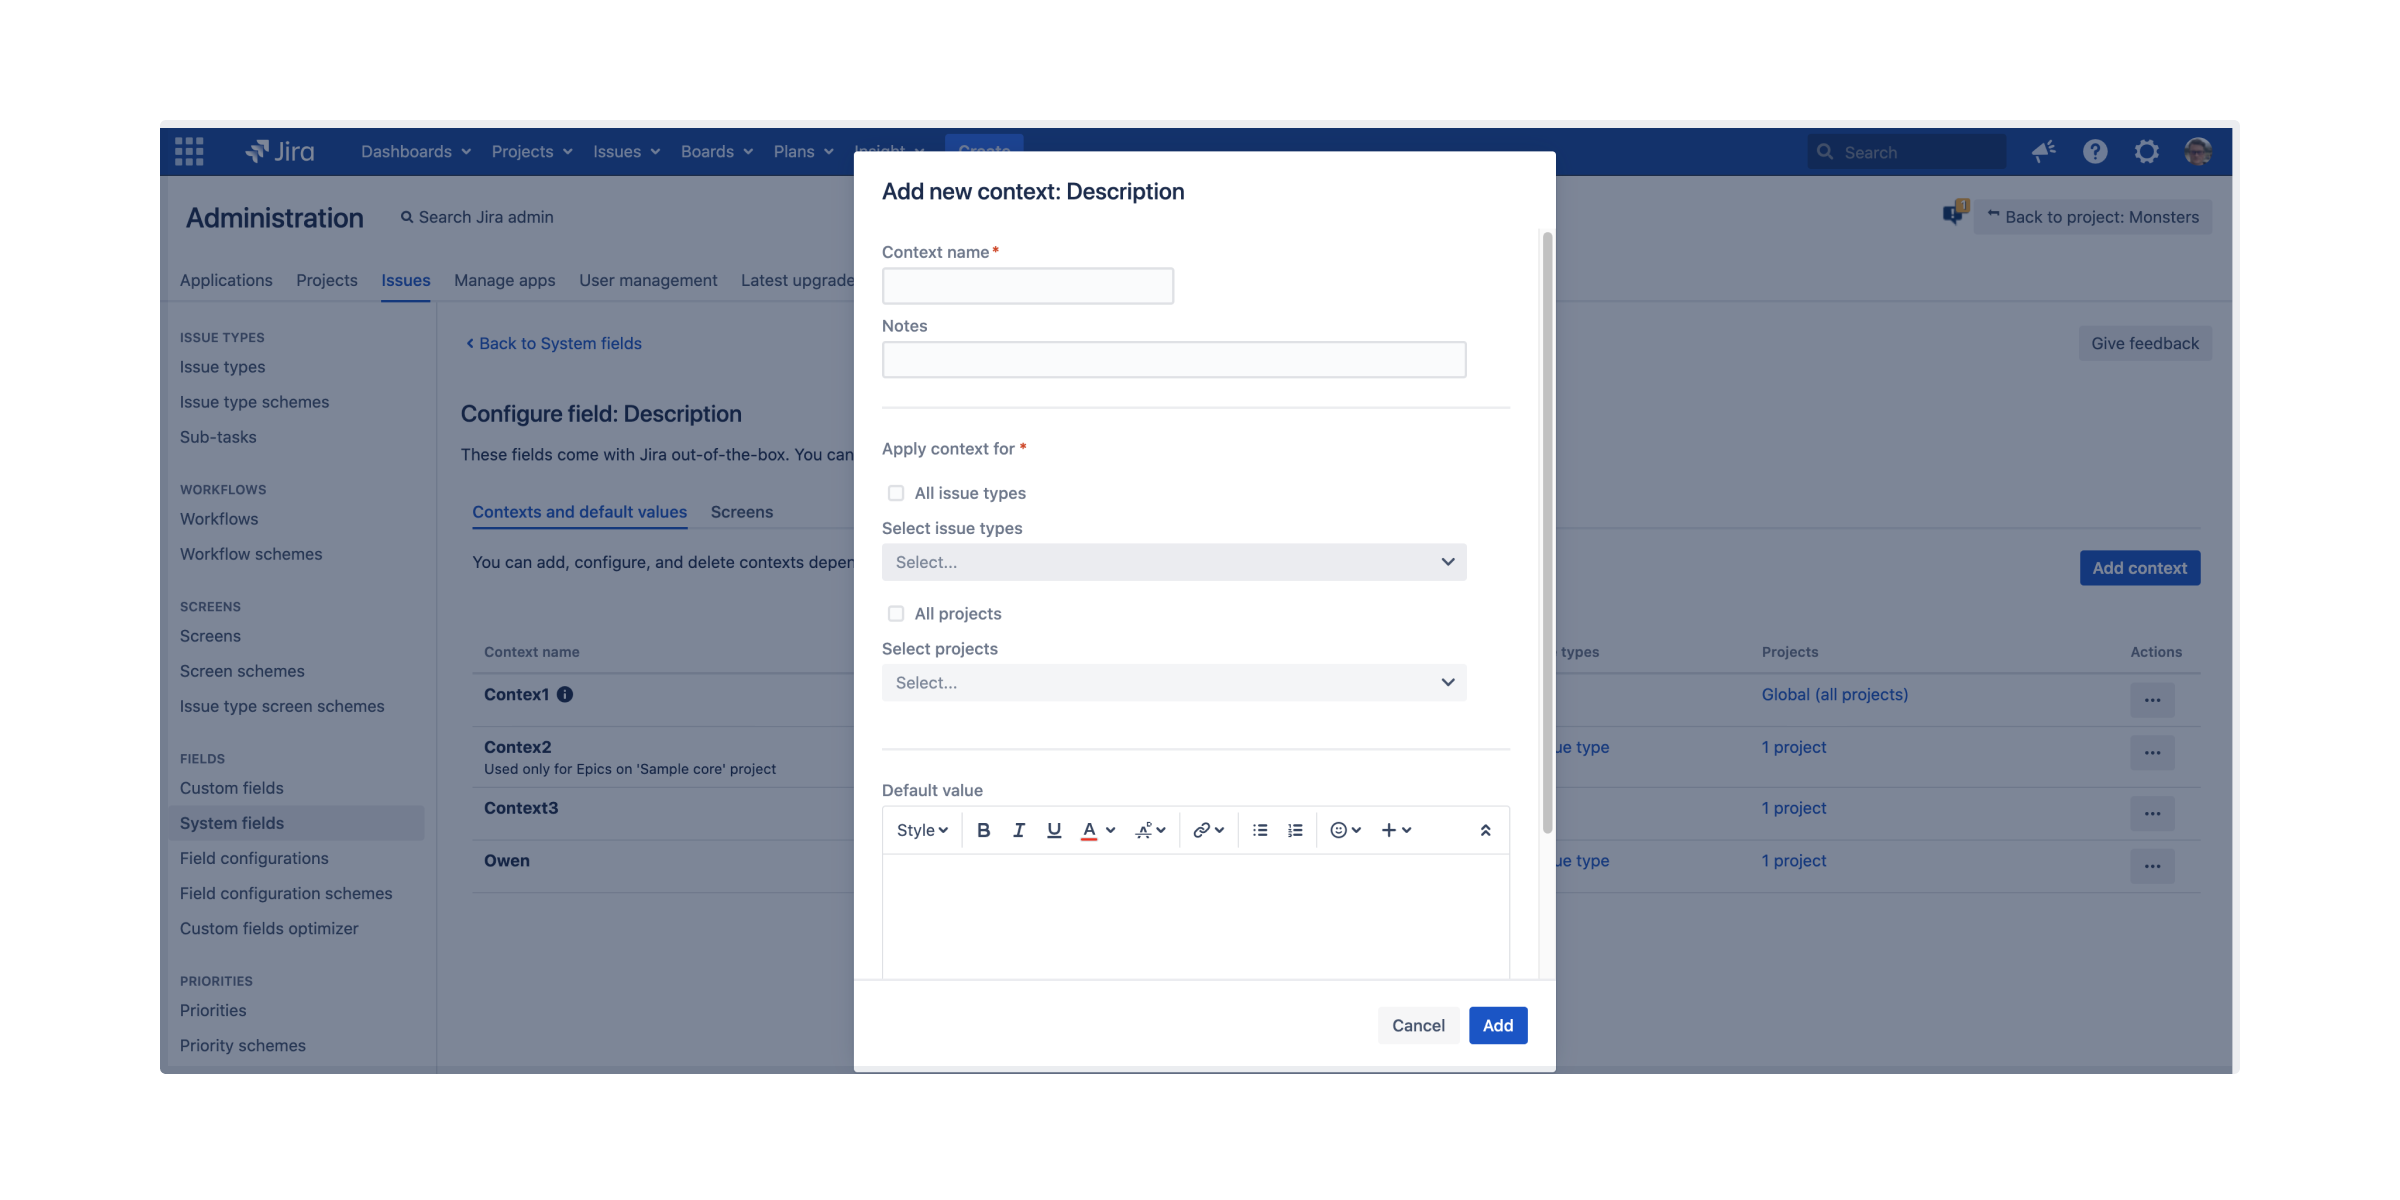 Jira Dashboards Projects Issues Boards Plans Insight Create Search
Administration Search Jira admin 1 Back to project: Monsters
Applications Projects Issues Manage apps User management Latest upgrade
ISSUE TYPES
Issue types
Issue type schemes
Sub-tasks
WORKFLOWS
Workflows
Workflow schemes
SCREENS
Screens
Screen schemes
Issue type screen schemes
FIELDS
Custom fields
System fields
Field configurations
Field configuration schemes
Custom fields optimizer
PRIORITIES
Priorities
Priority schemes
Back to System fields
Give feedback
Configure field: Description
These fields come with Jira out-of-the-box. You can
Contexts and default values Screens
You can add, configure, and delete contexts depen
Add context
Context name types Projects Actions
Contex1 Global (all projects)
Contex2 ue type 1 project
Used only for Epics on 'Sample core' project
Context3 1 project
Owen ue type 1 project
Add new context: Description
Context name *
Notes
Apply context for *
All issue types
Select issue types
Select...
All projects
Select projects
Select...
Default value
Style B I U A
Cancel Add